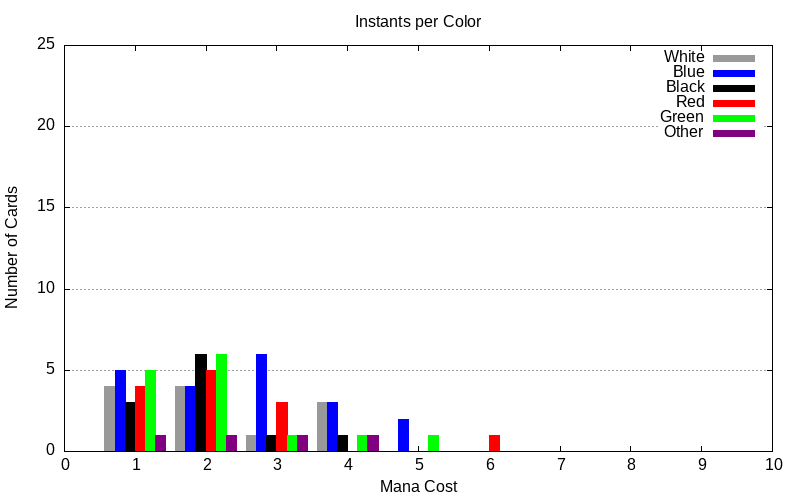 Instants per Color
25
20
15
10
5
0
Number of Cards
White
Blue
Black
Red
Green
Other
0 1 2 3 4 5 6 7 8 9 10
Mana Cost